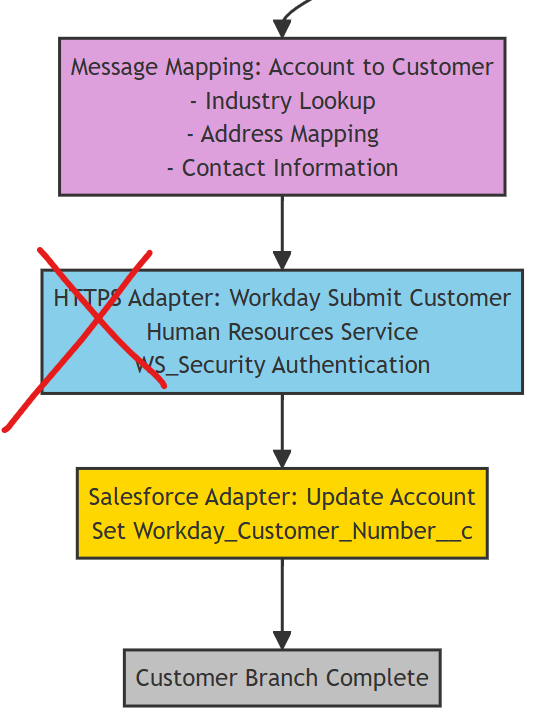 Message Mapping: Account to Customer
- Industry Lookup
- Address Mapping
- Contact Information
HTTPS Adapter: Workday Submit Customer
Human Resources Service
WS_Security Authentication
Salesforce Adapter: Update Account
Set Workday_Customer_Number__c
Customer Branch Complete